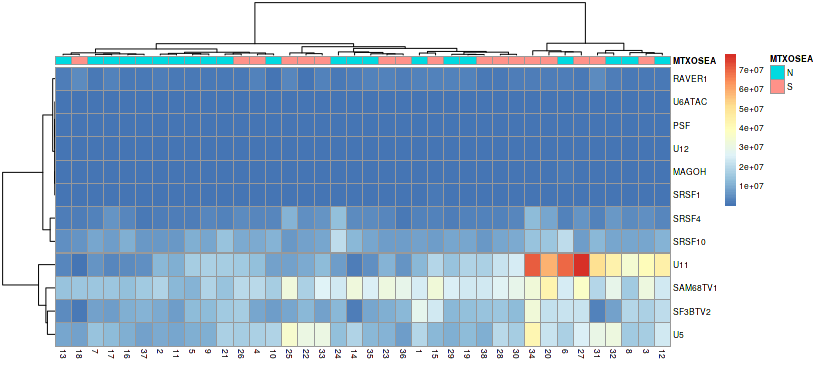 MTXOSEA
RAVER1
U6ATAC
PSF
U12
MAGOH
SRSF1
SRSF4
SRSF10
U11
SAM68TV1
SF3BTV2
U5
13 18 7 17 16 37 2 11 5 9 21 26 4 10 25 22 33 24 14 35 23 36 1 15 29 19 38 28 30 34 20 6 27 31 32 8 3 12
7e+07
6e+07
5e+07
4e+07
3e+07
2e+07
1e+07
MTXOSEA
N
S